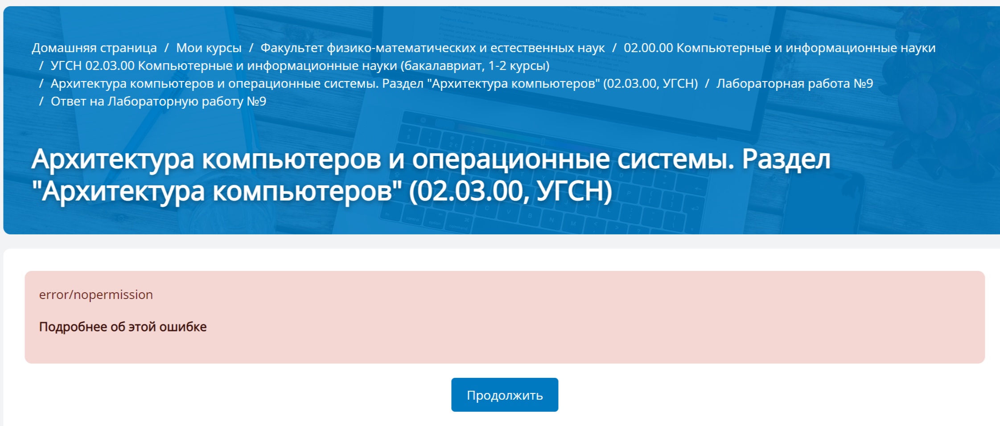 Домашняя страница / Мои курсы / Факультет физико-математических и естественных наук / 02.00.00 Компьютерные и информационные науки
/ УГСН 02.03.00 Компьютерные и информационные науки (бакалавриат, 1-2 курсы)
/ Архитектура компьютеров и операционные системы. Раздел "Архитектура компьютеров" (02.03.00, УГСН) / Лабораторная работа №9
/ Ответ на Лабораторную работу №9
Архитектура компьютеров и операционные системы. Раздел
"Архитектура компьютеров" (02.03.00, УГСН)
error/nopermission
Подробнее об этой ошибке
Продолжить